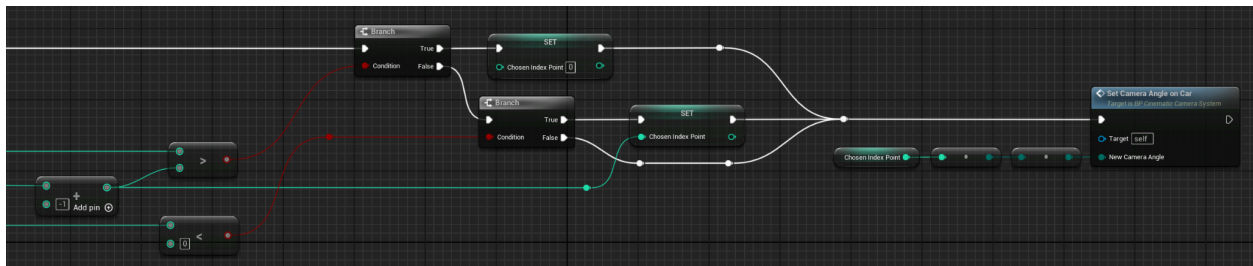 Branch
True
Condition
False
SET
Chosen Index Point 0
Branch
True
Condition
False
SET
Chosen Index Point
Set Camera Angle on Car
Target is BP Cinematic Camera System
Target self
New Camera Angle
Chosen Index Point
>
+
-1
Add pin
<
0